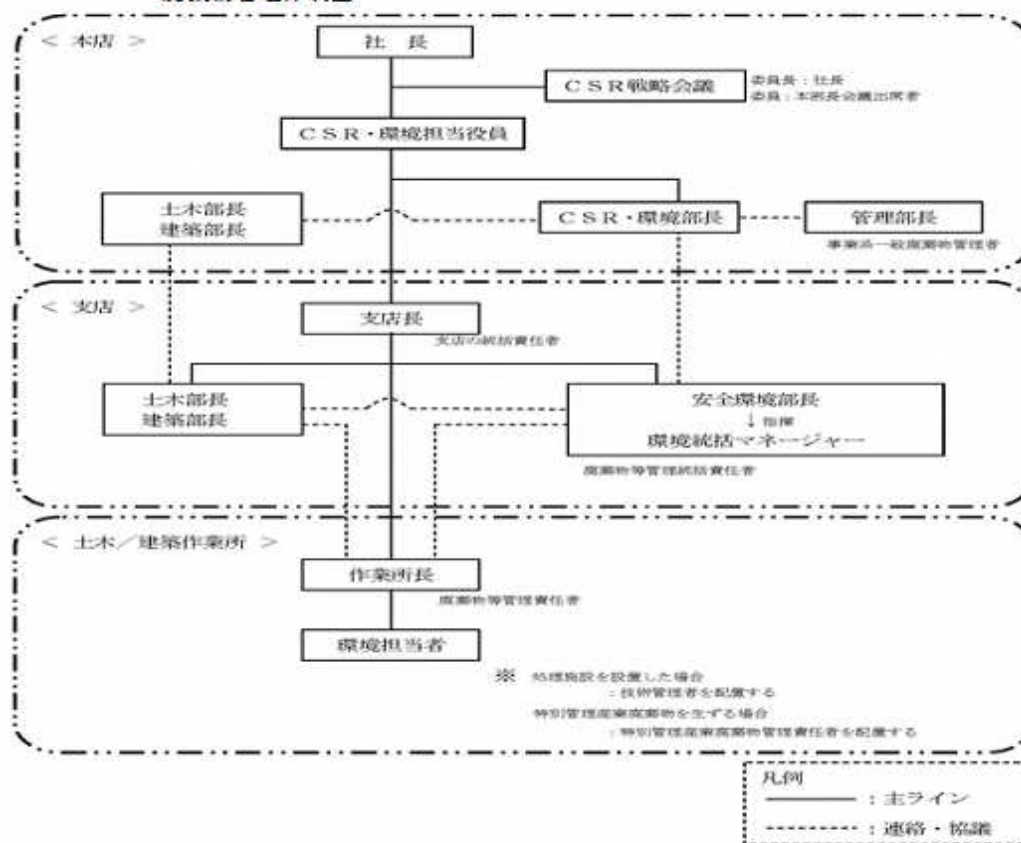 < 本店 >
社 長
CSR戦略会議
委員長：社長
委員：本部長会議出席者
CSR・環境担当役員
土木部長
建築部長
CSR・環境部長
管理部長
事業系一般廃棄物管理者
< 支店 >
支店長
支店の統括責任者
土木部長
建築部長
安全環境部長
↓ 指揮
環境統括マネージャー
廃棄物等管理統括責任者
< 土木／建築作業所 >
作業所長
廃棄物等管理責任者
環境担当者
※ 処理施設を設置した場合
：技術管理者を配置する
特別管理産業廃棄物を生ずる場合
：特別管理産業廃棄物管理責任者を配置する
凡例
：主ライン
：連絡・協議